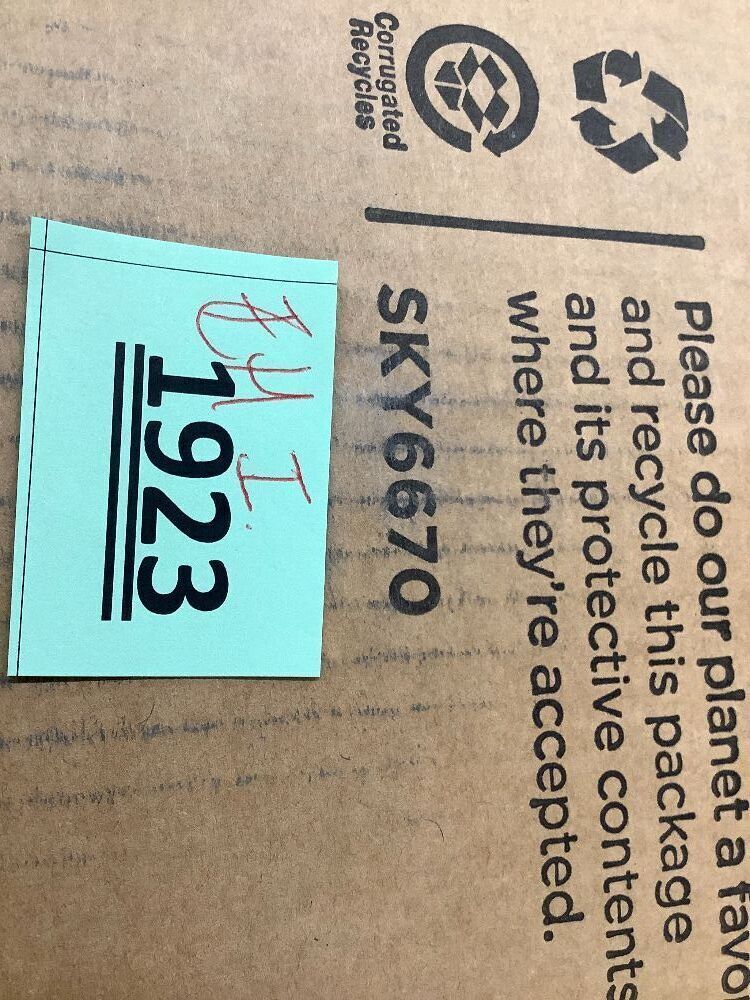 Corrugated
Recycles
Please do our planet a favo
and recycle this package
and its protective contents
where they're accepted.
SKY6670
1923